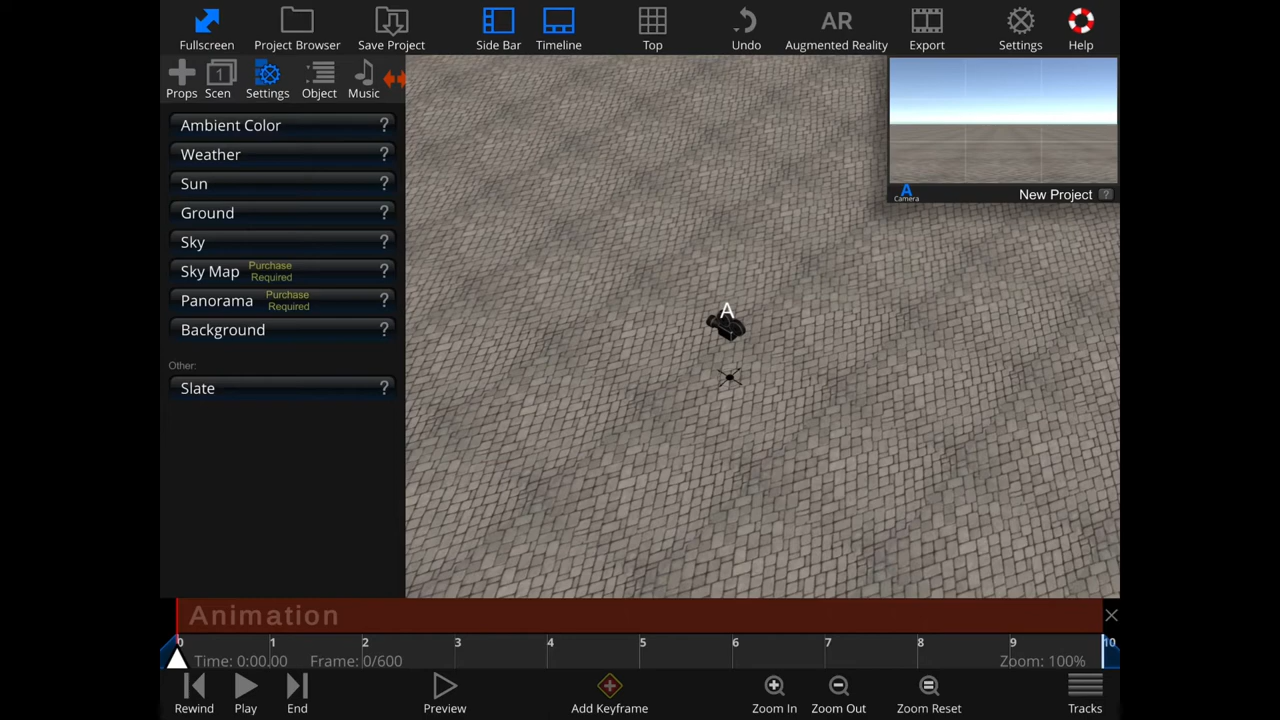 Fullscreen Project Browser Save Project Side Bar Timeline Top Undo AR Augmented Reality Export Settings Help
Props 1 Scen Settings Object Music
Ambient Color ?
Weather ?
Sun ?
Ground ?
Sky ?
Sky Map Purchase Required ?
Panorama Purchase Required ?
Background ?
Other:
Slate ?
A
A Camera New Project ?
Animation
0 1 2 3 4 5 6 7 8 9 10
Time: 0:00.00 Frame: 0/600 Zoom: 100%
Rewind Play End Preview Add Keyframe Zoom In Zoom Out Zoom Reset Tracks